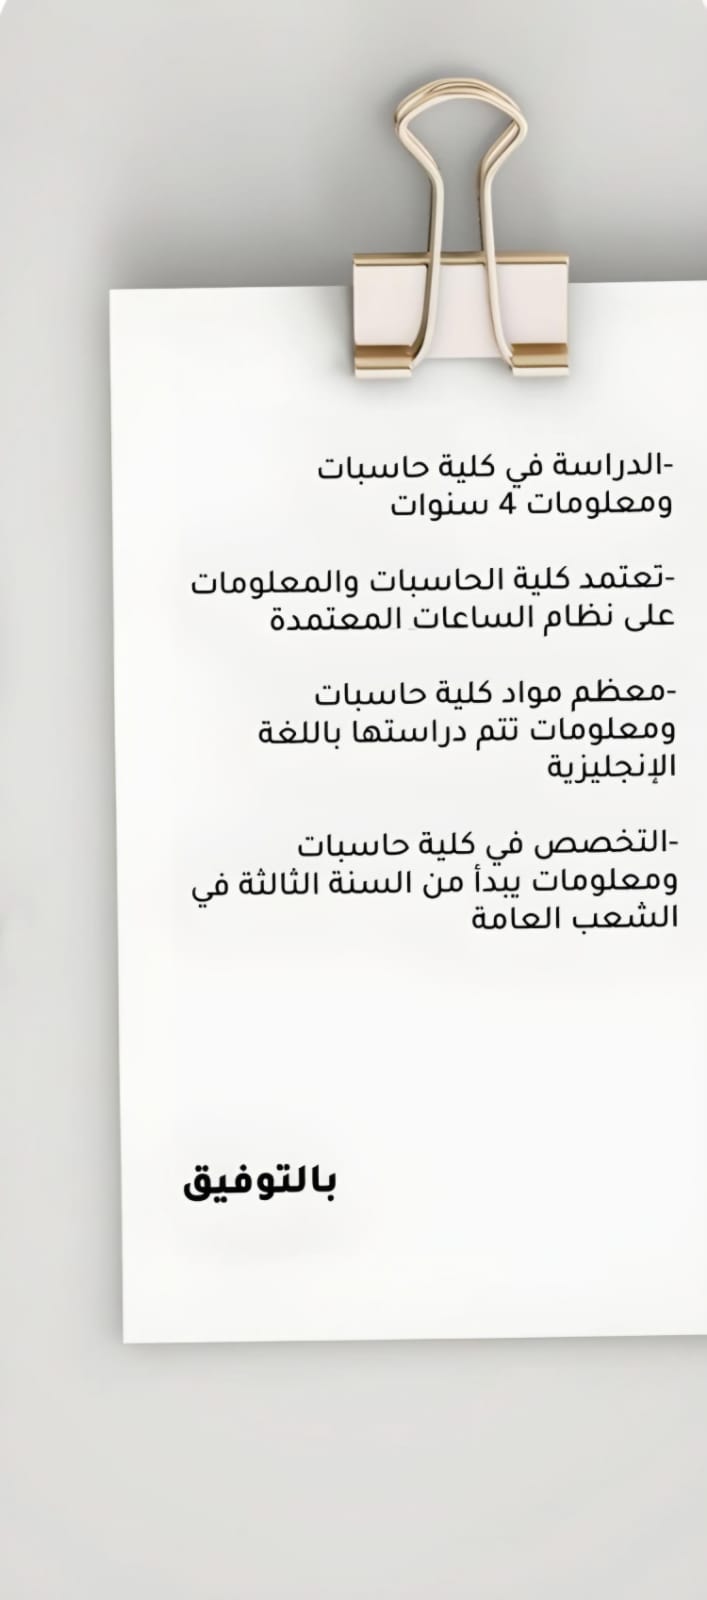 -الدراسة في كلية حاسبات
ومعلومات 4 سنوات
-تعتمد كلية الحاسبات والمعلومات
على نظام الساعات المعتمدة
-معظم مواد كلية حاسبات
ومعلومات تتم دراستها باللغة
الإنجليزية
-التخصص في كلية حاسبات
ومعلومات يبدأ من السنة الثالثة في
الشعب العامة
بالتوفيق